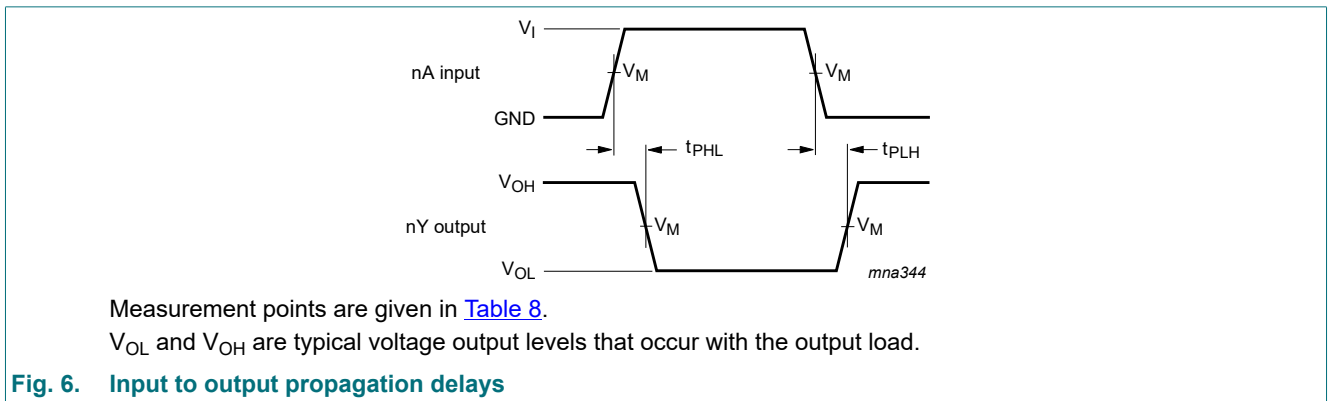 V_I
nA input
V_M
V_M
GND
t_PHL
t_PLH
V_OH
nY output
V_M
V_M
V_OL
mna344
Measurement points are given in Table 8.
V_OL and V_OH are typical voltage output levels that occur with the output load.
Fig. 6. Input to output propagation delays